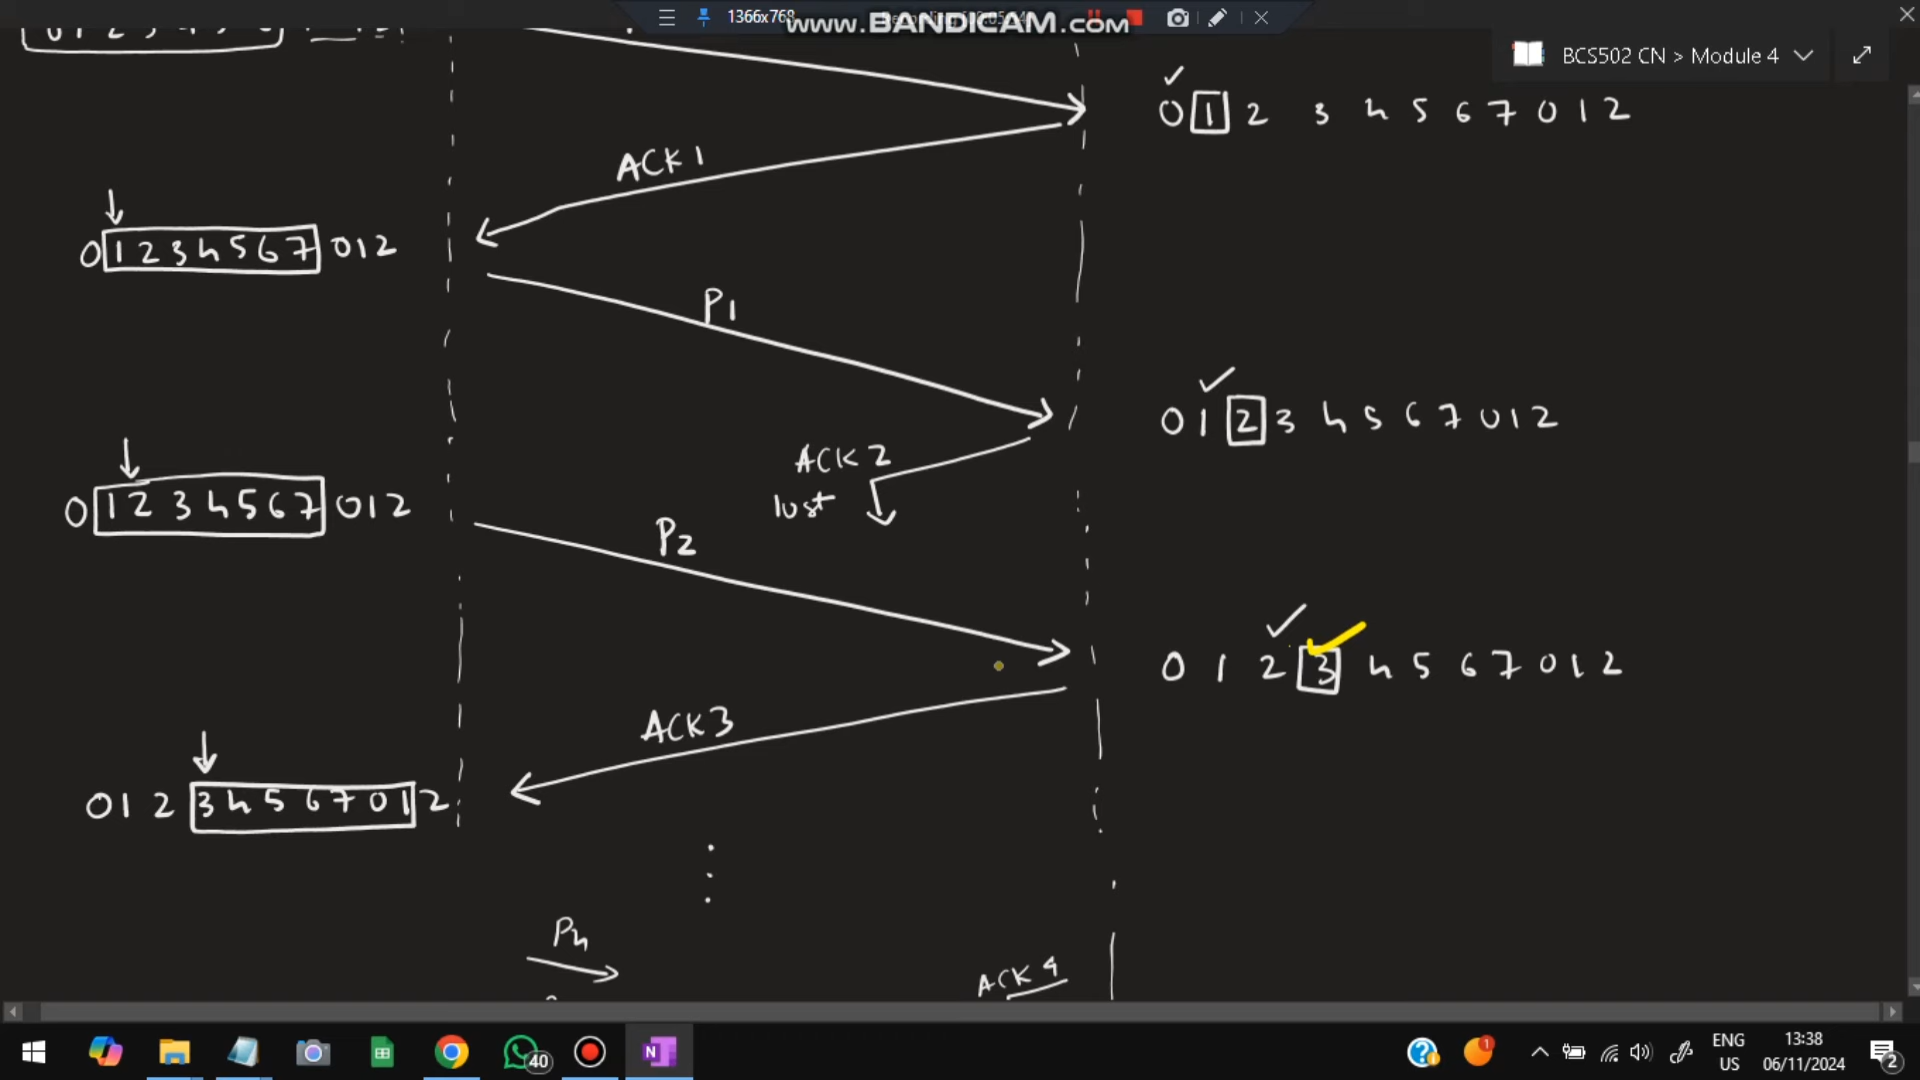 1366x768
www.BANDICAM.com
BCS502 CN > Module 4
0 1 2 3 4 5 6 7 0 1 2
ACK 1
0 1 2 3 4 5 6 7 0 1 2
P1
0 1 2 3 4 5 6 7 0 1 2
ACK 2
lost
0 1 2 3 4 5 6 7 0 1 2
P2
0 1 2 3 4 5 6 7 0 1 2
ACK 3
0 1 2 3 4 5 6 7 0 1 2
P4
ACK 4
40
N
1
ENG
US
13:38
06/11/2024
2